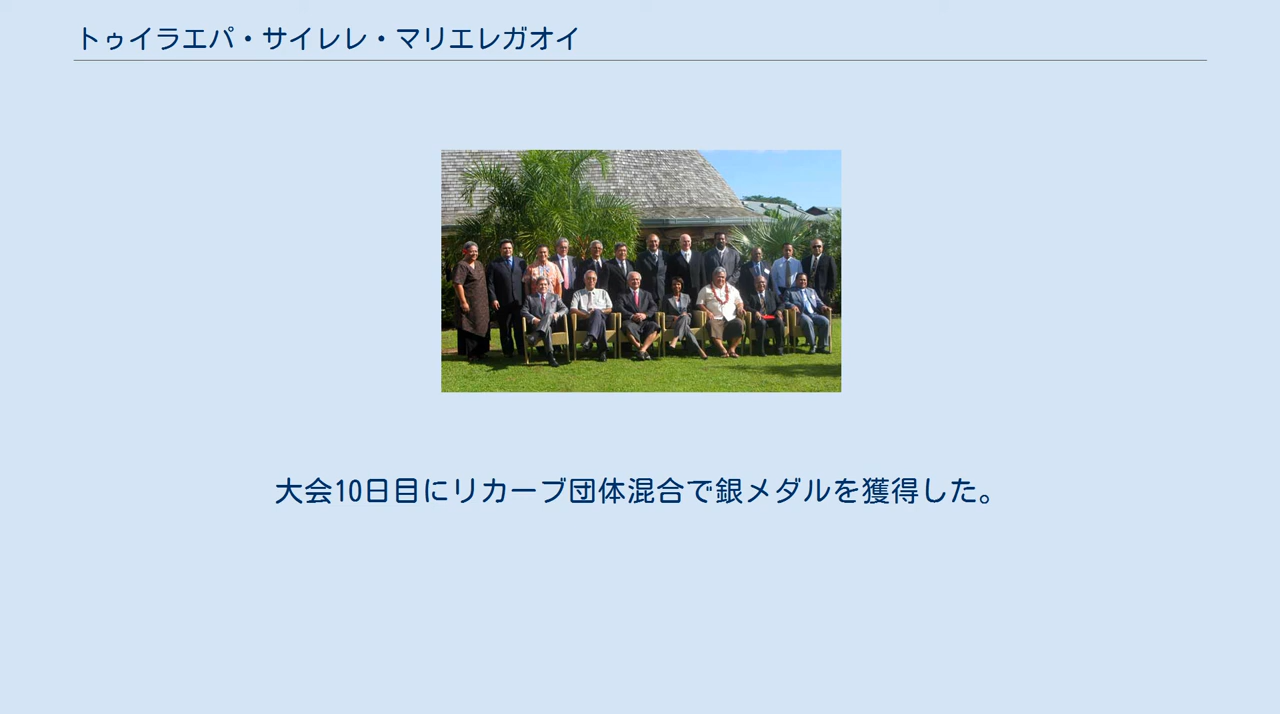 トゥイラエパ・サイレレ・マリエレガオイ
大会10日目にリカーブ団体混合で銀メダルを獲得した。